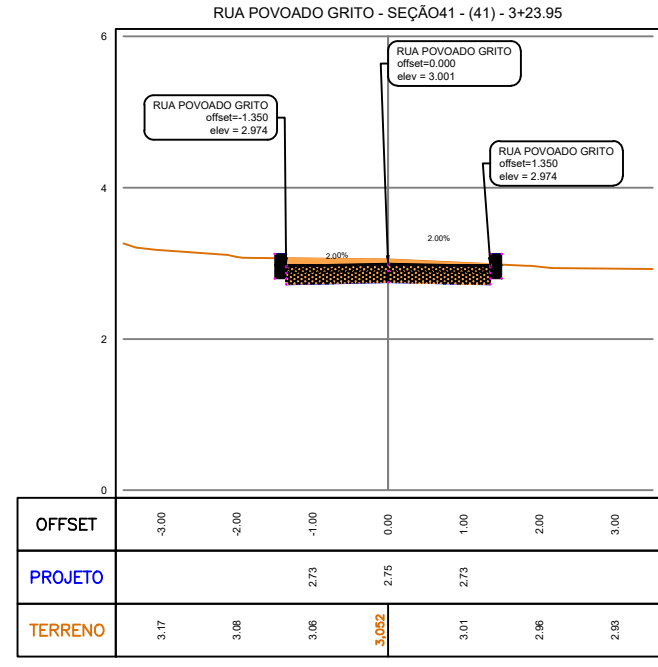 RUA POVOADO GRITO - SEÇÃO41 - (41) - 3+23.95
6
RUA POVOADO GRITO
offset=0.000
elev = 3.001
RUA POVOADO GRITO
offset=-1.350
elev = 2.974
RUA POVOADO GRITO
offset=1.350
elev = 2.974
4
2.00%
2.00%
2
0
OFFSET -3.00 -2.00 -1.00 0.00 1.00 2.00 3.00
PROJETO 2.73 2.75 2.73
TERRENO 3.17 3.08 3.06 3,052 3.01 2.96 2.93